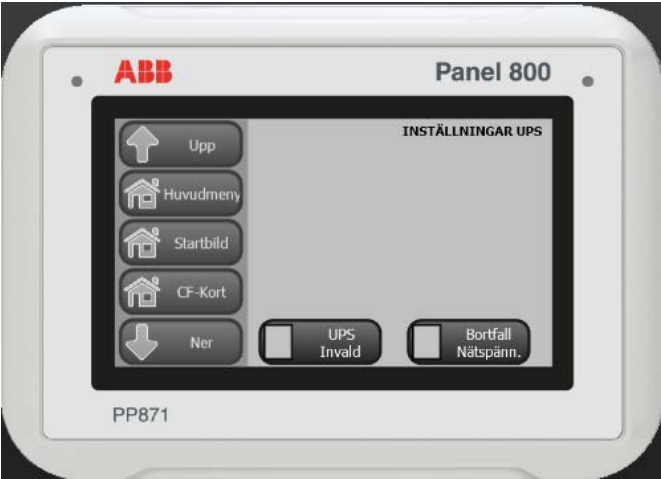 ABB
Panel 800
INSTÄLLNINGAR UPS
Upp
Huvudmeny
Startbild
CF-Kort
Ner
UPS
Invald
Bortfall
Nätspänn.
PP871